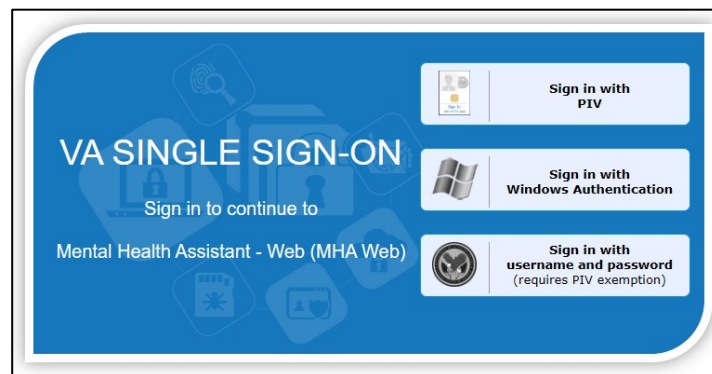 VA SINGLE SIGN-ON
Sign in to continue to
Mental Health Assistant - Web (MHA Web)
Sign in with
PIV
Sign in with
Windows Authentication
Sign in with
username and password
(requires PIV exemption)